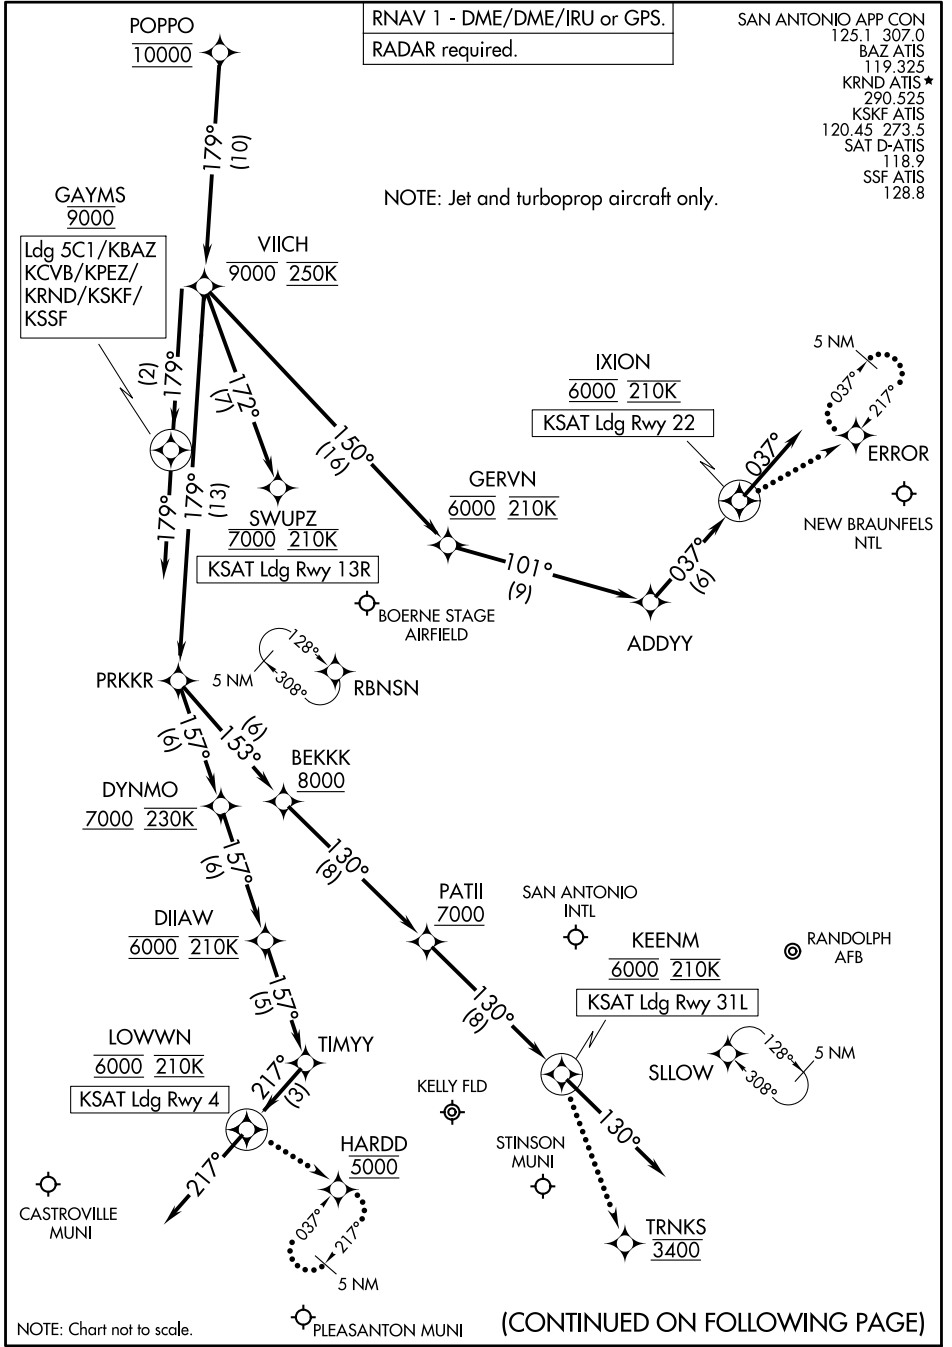 RNAV 1 - DME/DME/IRU or GPS.
RADAR required.
SAN ANTONIO APP CON
125.1 307.0
BAZ ATIS
119.325
KRND ATIS★
290.525
KSKF ATIS
120.45 273.5
SAT D-ATIS
118.9
SSF ATIS
128.8
POPPO
10000
179°
(10)
NOTE: Jet and turboprop aircraft only.
GAYMS
9000
Ldg 5C1/KBAZ
KCVB/KPEZ/
KRND/KSKF/
KSSF
VIICH
9000 250K
(2)
179°
179°
179°
(13)
172°
(7)
150°
(16)
SWUPZ
7000 210K
KSAT Ldg Rwy 13R
GERVN
6000 210K
101°
(9)
ADDYY
037°
(6)
IXION
6000 210K
KSAT Ldg Rwy 22
037°
5 NM
037°
217°
ERROR
NEW BRAUNFELS
NTL
BOERNE STAGE
AIRFIELD
PRKKR
128°
308°
5 NM
RBNSN
157°
(6)
(6)
153°
BEKKK
8000
DYNMO
7000 230K
157°
(6)
130°
(8)
DIIAW
6000 210K
157°
(5)
PATII
7000
130°
(8)
SAN ANTONIO
INTL
KEENM
6000 210K
KSAT Ldg Rwy 31L
RANDOLPH
AFB
SLLOW
128°
308°
5 NM
LOWWN
6000 210K
KSAT Ldg Rwy 4
TIMYY
217°
(3)
KELLY FLD
130°
STINSON
MUNI
217°
HARDD
5000
037°
217°
5 NM
CASTROVILLE
MUNI
TRNKS
3400
NOTE: Chart not to scale.
PLEASANTON MUNI
(CONTINUED ON FOLLOWING PAGE)